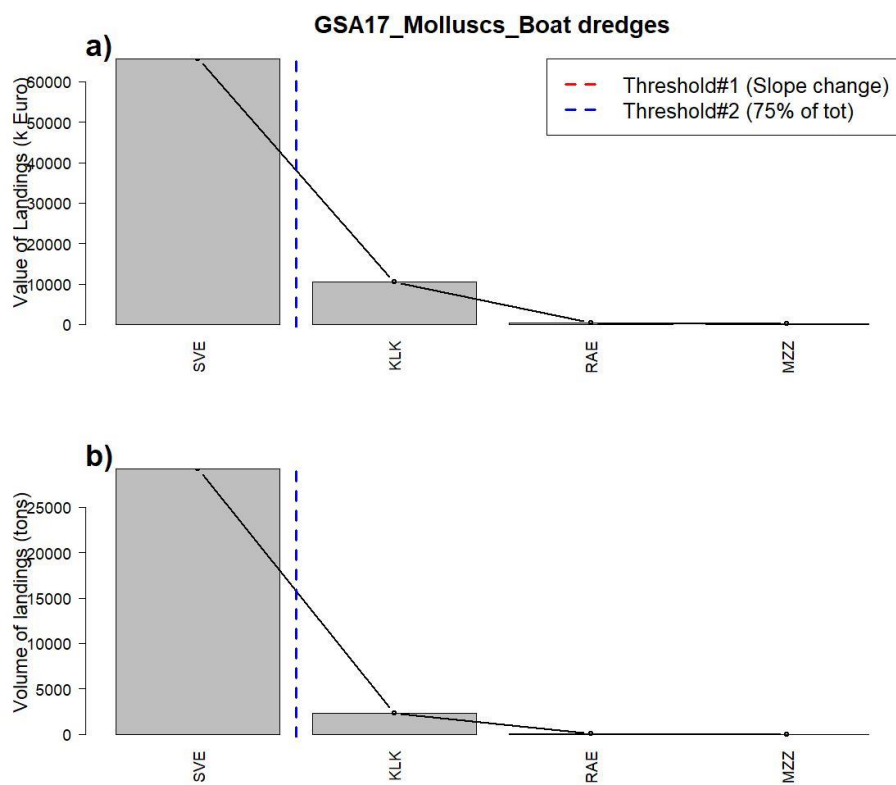 GSA17_Molluscs_Boat dredges
a)
Threshold#1 (Slope change)
Threshold#2 (75% of tot)
Value of Landings (k Euro)
60000
50000
40000
30000
20000
10000
0
SVE
KLK
RAE
MZZ
b)
Volume of landings (tons)
25000
20000
15000
10000
5000
0
SVE
KLK
RAE
MZZ